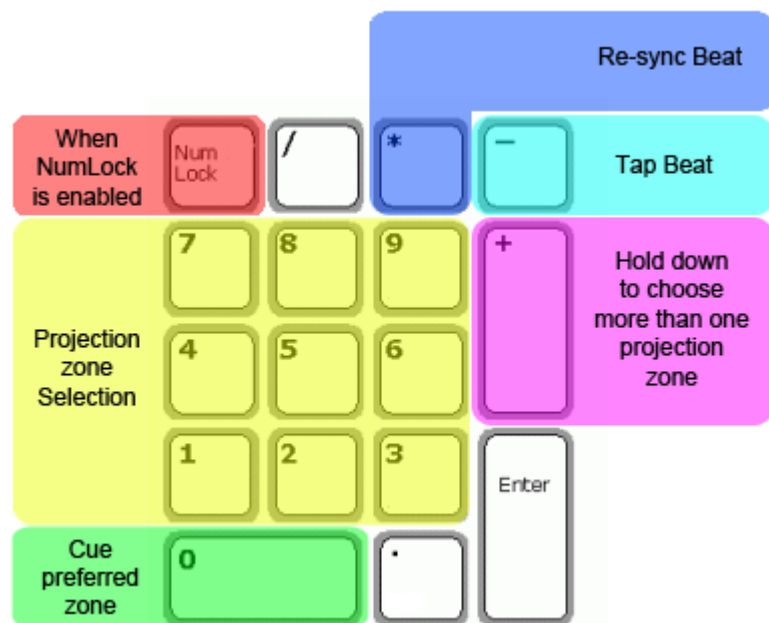 Re-sync Beat
When
NumLock
is enabled
Num
Lock
/
*
−
Tap Beat
7
8
9
+
Hold down
to choose
more than one
projection
zone
Projection
zone
Selection
4
5
6
1
2
3
Enter
Cue
preferred
zone
0
.